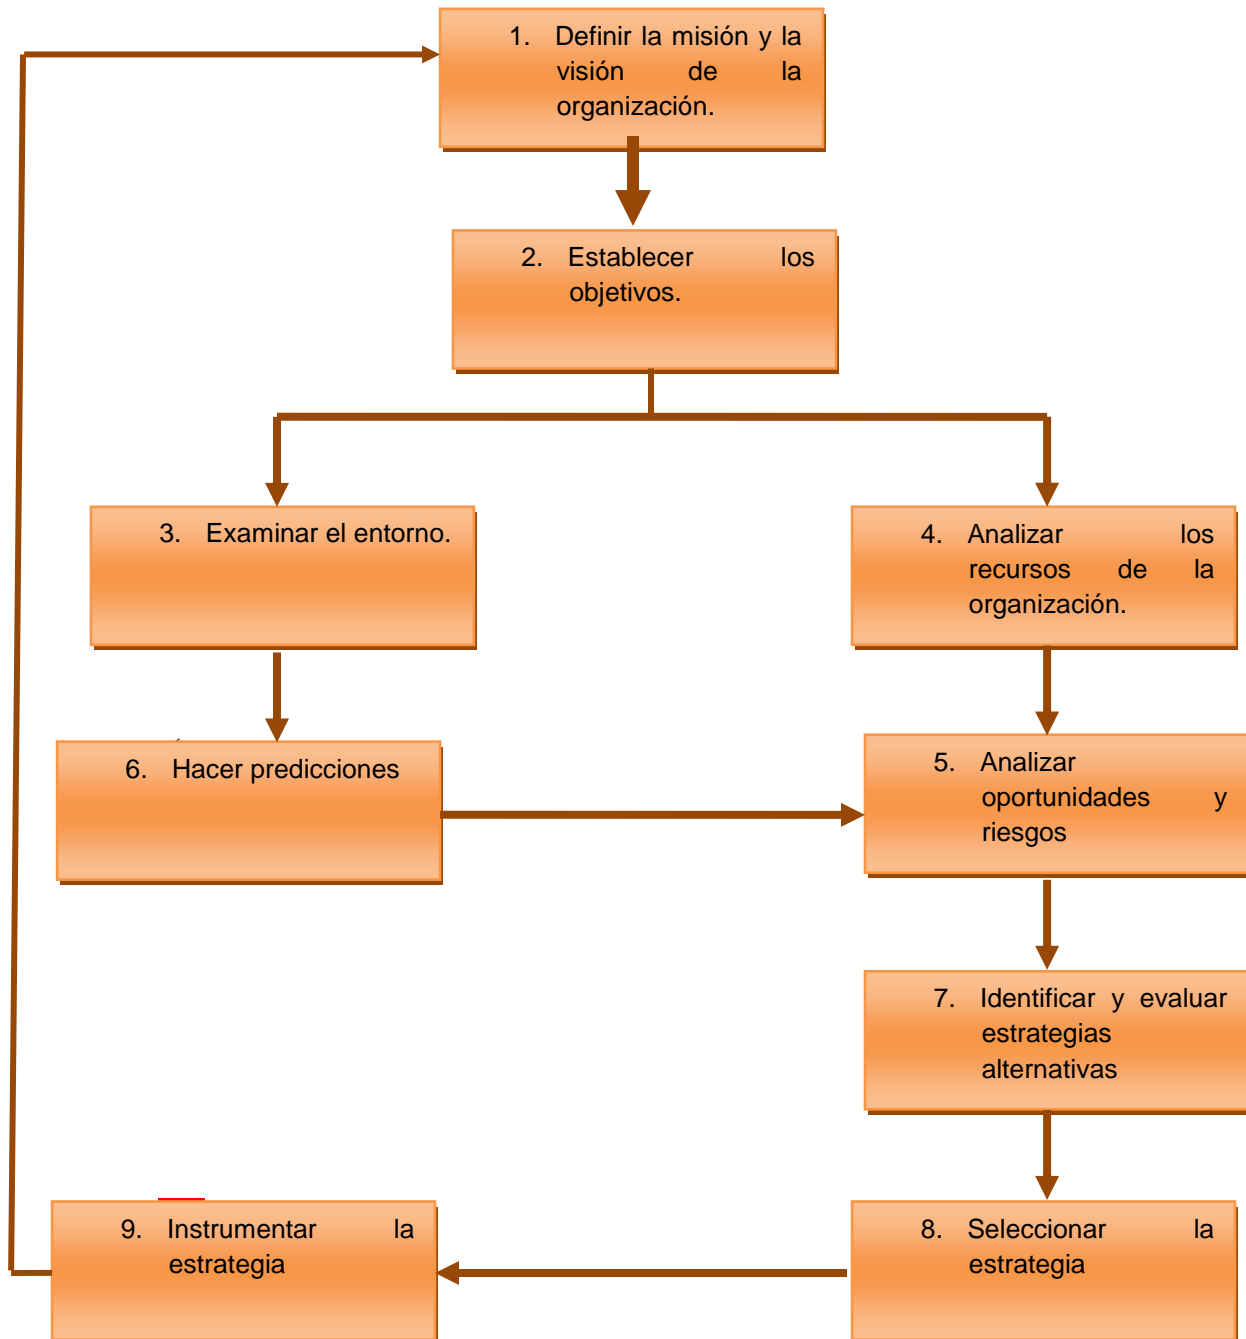 1. Definir la misión y la
visión de la
organización.
2. Establecer los
objetivos.
3. Examinar el entorno.
4. Analizar los
recursos de la
organización.
6. Hacer predicciones
5. Analizar
oportunidades y
riesgos
7. Identificar y evaluar
estrategias
alternativas
9. Instrumentar la
estrategia
8. Seleccionar la
estrategia